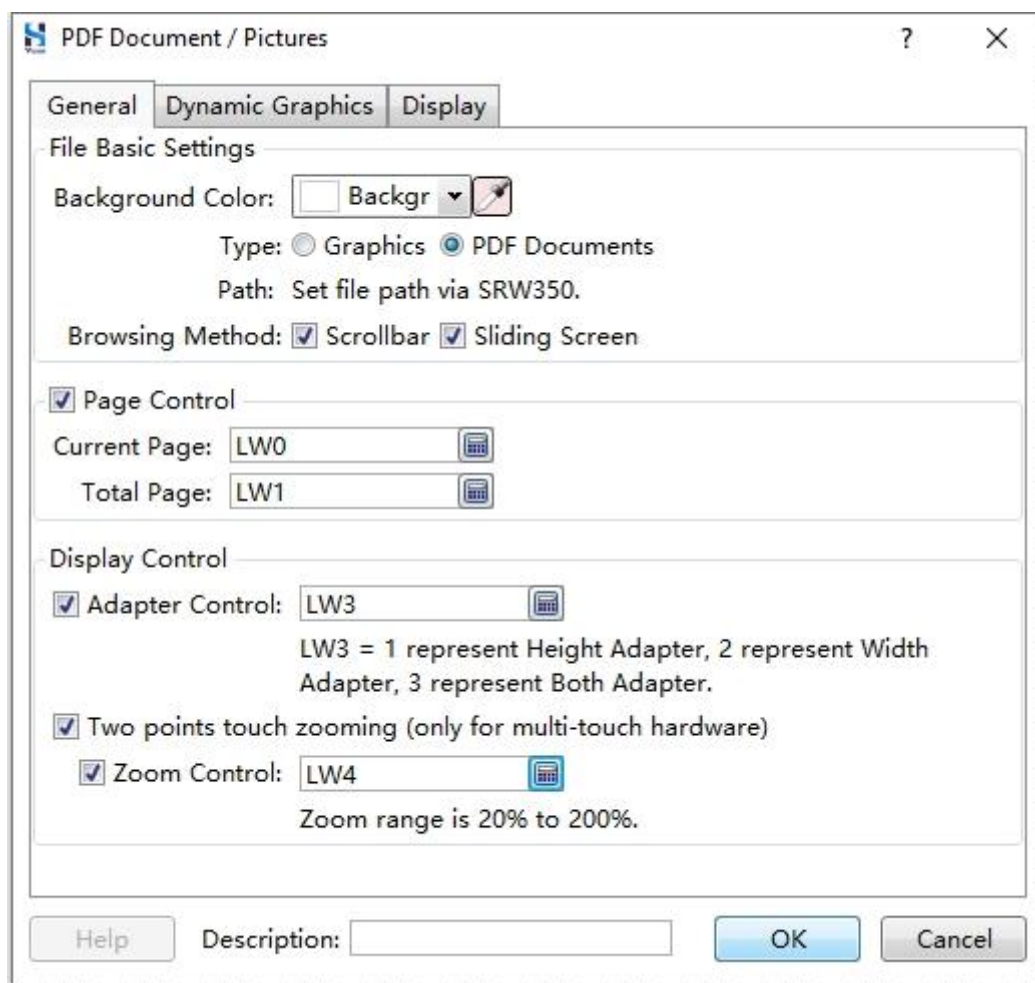 PDF Document / Pictures ? ×
General Dynamic Graphics Display
File Basic Settings
Background Color: Backgr
Type: Graphics PDF Documents
Path: Set file path via SRW350.
Browsing Method: Scrollbar Sliding Screen
Page Control
Current Page: LW0
Total Page: LW1
Display Control
Adapter Control: LW3
LW3 = 1 represent Height Adapter, 2 represent Width
Adapter, 3 represent Both Adapter.
Two points touch zooming (only for multi-touch hardware)
Zoom Control: LW4
Zoom range is 20% to 200%.
Help Description: OK Cancel